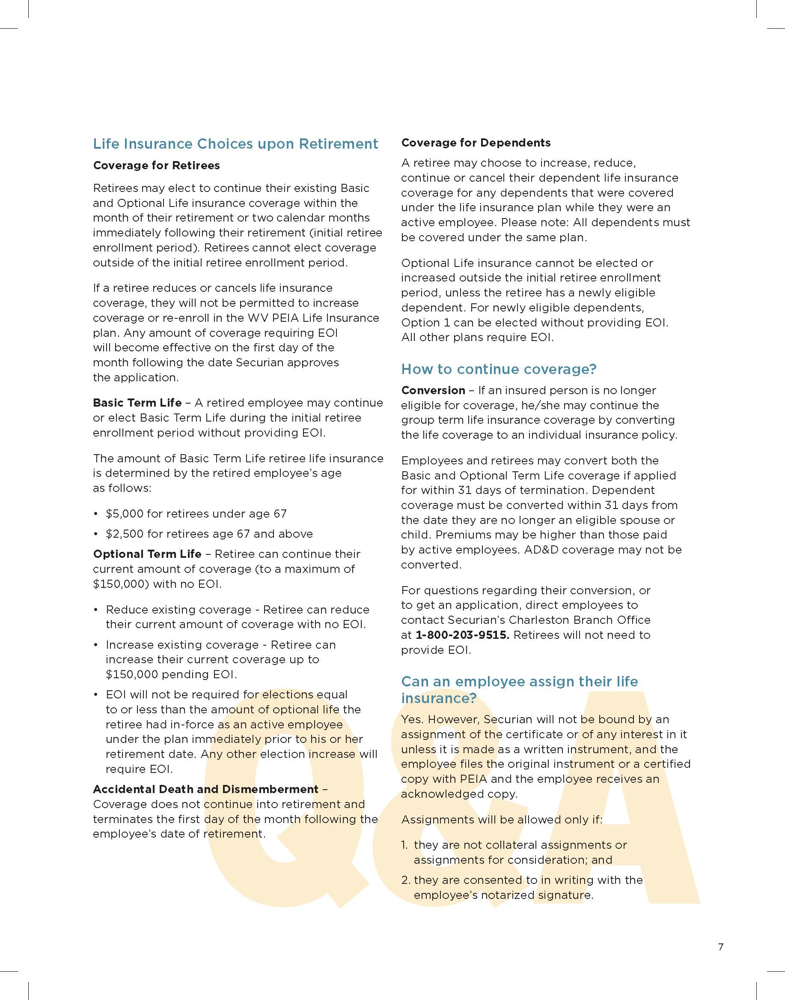 Life Insurance Choices upon Retirement
Coverage for Retirees
Retirees may elect to continue their existing Basic
and Optional Life insurance coverage within the
month of their retirement or two calendar months
immediately following their retirement (initial retiree
enrollment period). Retirees cannot elect coverage
outside of the initial retiree enrollment period.
If a retiree reduces or cancels life insurance
coverage, they will not be permitted to increase
coverage or re-enroll in the WV PEIA Life Insurance
plan. Any amount of coverage requiring EOI
will become effective on the first day of the
month following the date Securian approves
the application.
Basic Term Life – A retired employee may continue
or elect Basic Term Life during the initial retiree
enrollment period without providing EOI.
The amount of Basic Term Life retiree life insurance
is determined by the retired employee’s age
as follows:
• $5,000 for retirees under age 67
• $2,500 for retirees age 67 and above
Optional Term Life – Retiree can continue their
current amount of coverage (to a maximum of
$150,000) with no EOI.
• Reduce existing coverage - Retiree can reduce
their current amount of coverage with no EOI.
• Increase existing coverage - Retiree can
increase their current coverage up to
$150,000 pending EOI.
• EOI will not be required for elections equal
to or less than the amount of optional life the
retiree had in-force as an active employee
under the plan immediately prior to his or her
retirement date. Any other election increase will
require EOI.
Accidental Death and Dismemberment –
Coverage does not continue into retirement and
terminates the first day of the month following the
employee’s date of retirement.
Coverage for Dependents
A retiree may choose to increase, reduce,
continue or cancel their dependent life insurance
coverage for any dependents that were covered
under the life insurance plan while they were an
active employee. Please note: All dependents must
be covered under the same plan.
Optional Life insurance cannot be elected or
increased outside the initial retiree enrollment
period, unless the retiree has a newly eligible
dependent. For newly eligible dependents,
Option 1 can be elected without providing EOI.
All other plans require EOI.
How to continue coverage?
Conversion – If an insured person is no longer
eligible for coverage, he/she may continue the
group term life insurance coverage by converting
the life coverage to an individual insurance policy.
Employees and retirees may convert both the
Basic and Optional Term Life coverage if applied
for within 31 days of termination. Dependent
coverage must be converted within 31 days from
the date they are no longer an eligible spouse or
child. Premiums may be higher than those paid
by active employees. AD&D coverage may not be
converted.
For questions regarding their conversion, or
to get an application, direct employees to
contact Securian’s Charleston Branch Office
at 1-800-203-9515. Retirees will not need to
provide EOI.
Can an employee assign their life
insurance?
Yes. However, Securian will not be bound by an
assignment of the certificate or of any interest in it
unless it is made as a written instrument, and the
employee files the original instrument or a certified
copy with PEIA and the employee receives an
acknowledged copy.
Assignments will be allowed only if:
1. they are not collateral assignments or
assignments for consideration; and
2. they are consented to in writing with the
employee’s notarized signature.
Q&A
7